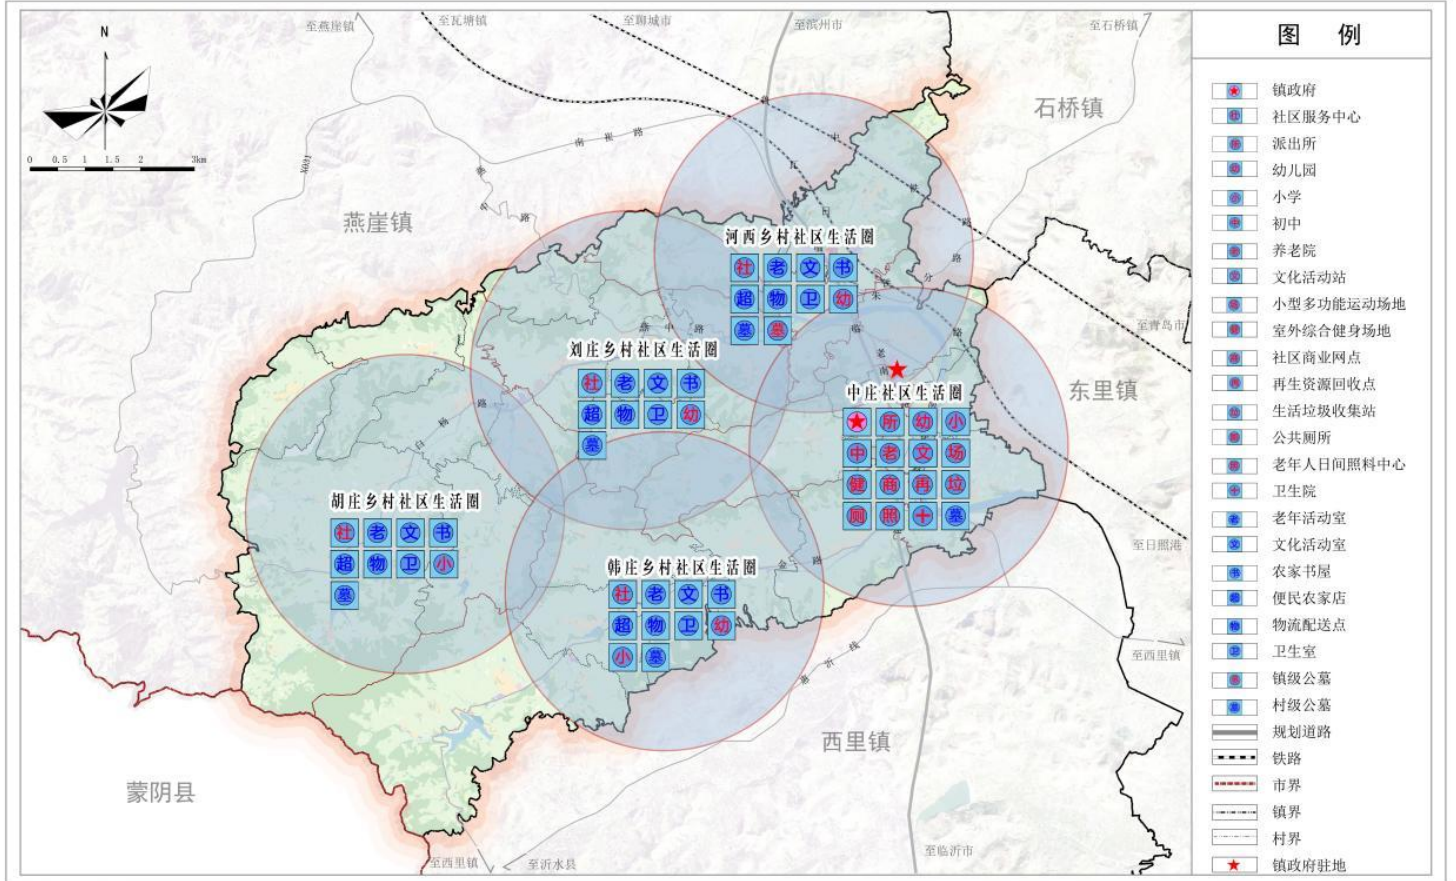 至燕崖镇
至瓦塘镇
至聊城市
至滨州市
至石桥镇
图 例
N
0 0.5 1 1.5 2 3km
X031
南 崔 路
石桥镇
燕崖镇
东里镇
西里镇
蒙阴县
至青岛市
至日照港
至西里镇
至临沂市
至沂水县
至西里镇
河西乡村社区生活圈
社 老 文 书
超 物 卫 幼
墓 墓
刘庄乡村社区生活圈
社 老 文 书
超 物 卫 幼
墓
中庄社区生活圈
所 幼 小
中 老 文 场
健 商 再 垃
厕 照 十 墓
胡庄乡村社区生活圈
社 老 文 书
超 物 卫 小
墓
韩庄乡村社区生活圈
社 老 文 书
超 物 卫 幼
小 墓
镇政府
社区服务中心
派出所
幼儿园
小学
初中
养老院
文化活动站
小型多功能运动场地
室外综合健身场地
社区商业网点
再生资源回收点
生活垃圾收集站
公共厕所
老年人日间照料中心
卫生院
老年活动室
文化活动室
农家书屋
便民农家店
物流配送点
卫生室
镇级公墓
村级公墓
规划道路
铁路
市界
镇界
村界
镇政府驻地